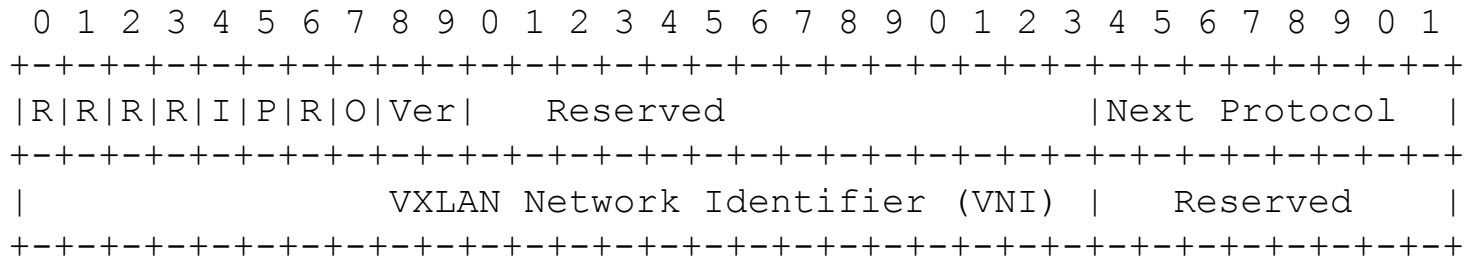 0 1 2 3 4 5 6 7 8 9 0 1 2 3 4 5 6 7 8 9 0 1 2 3 4 5 6 7 8 9 0 1
+-+-+-+-+-+-+-+-+-+-+-+-+-+-+-+-+-+-+-+-+-+-+-+-+-+-+-+-+-+-+-+-+
|R|R|R|R|I|P|R|O|Ver|   Reserved                |Next Protocol  |
+-+-+-+-+-+-+-+-+-+-+-+-+-+-+-+-+-+-+-+-+-+-+-+-+-+-+-+-+-+-+-+-+
|                VXLAN Network Identifier (VNI) |   Reserved    |
+-+-+-+-+-+-+-+-+-+-+-+-+-+-+-+-+-+-+-+-+-+-+-+-+-+-+-+-+-+-+-+-+